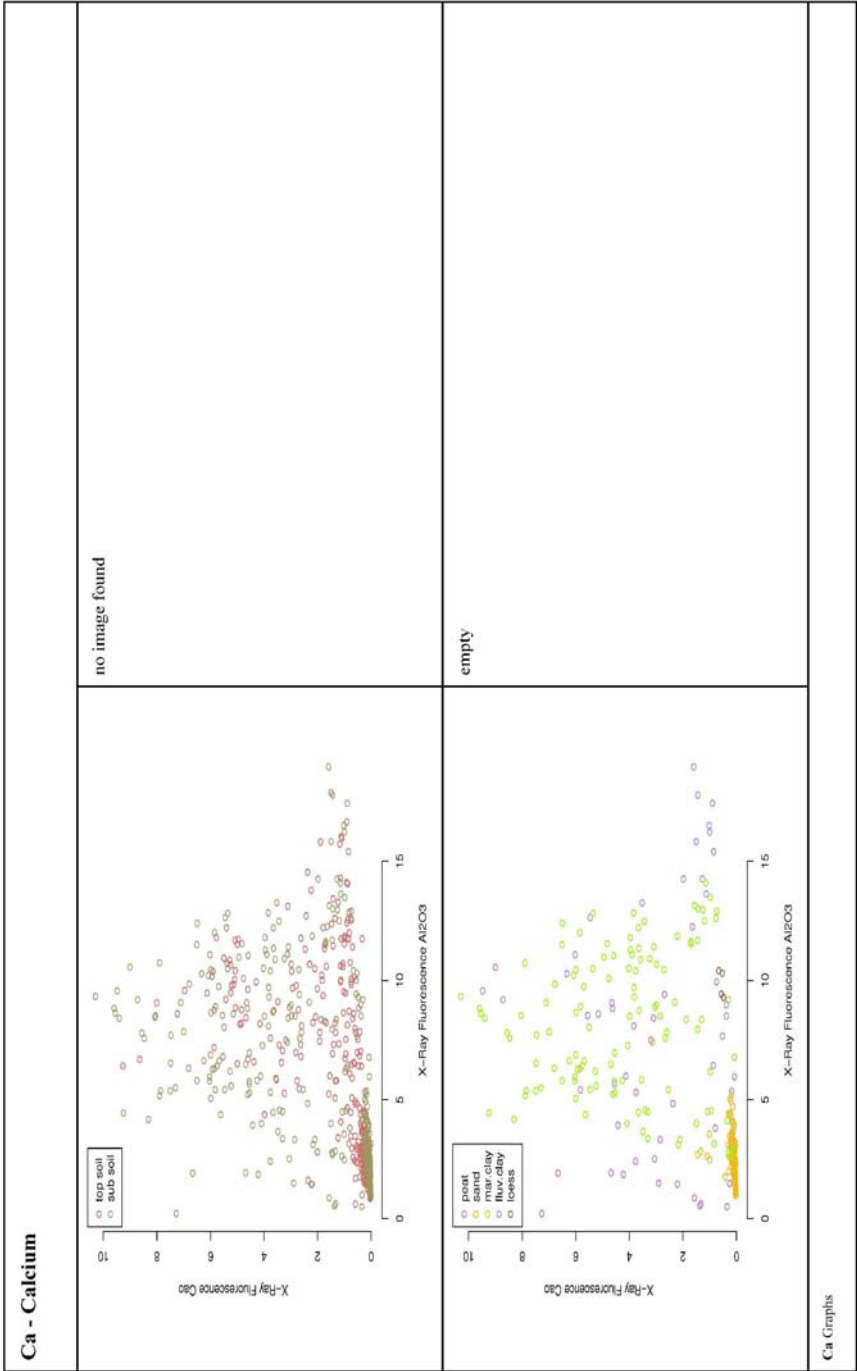 Ca - Calcium
top soil
sub soil
X-Ray Fluorescence Cao
0 2 4 6 8 10
0 5 10 15
X-Ray Fluorescence Al2O3
no image found
peat
sand
mar.clay
fluv.clay
loess
X-Ray Fluorescence Cao
0 2 4 6 8 10
0 5 10 15
X-Ray Fluorescence Al2O3
empty
Ca Graphs